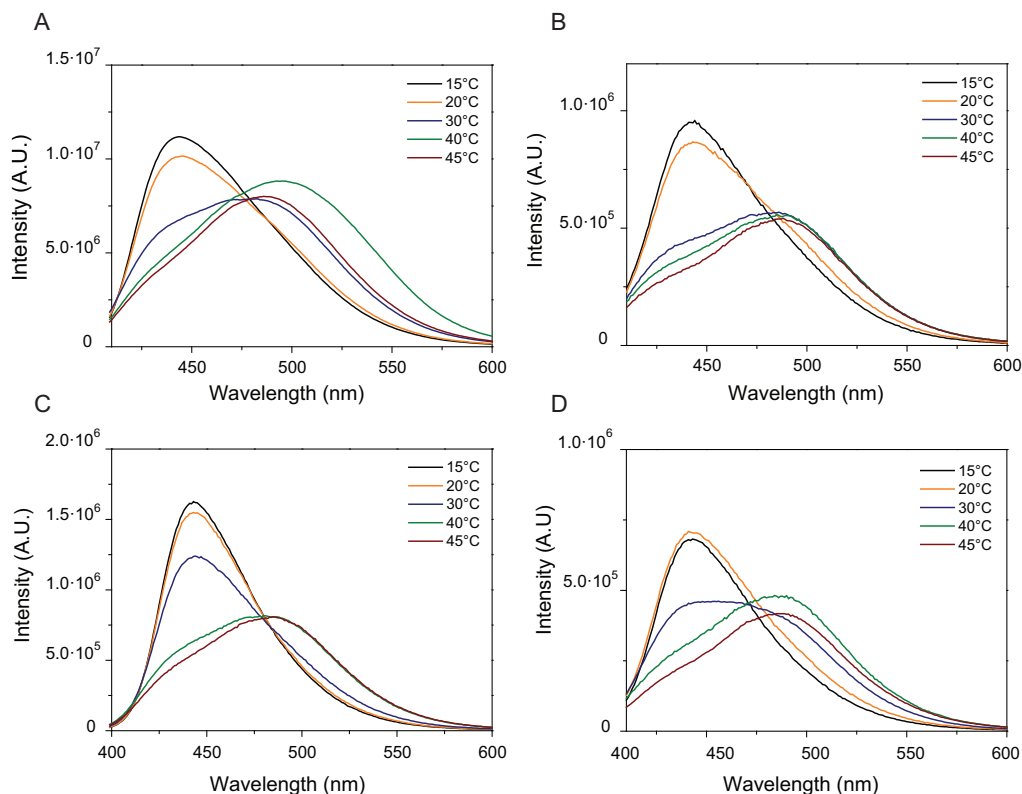 A
1.5·10⁷
1.0·10⁷
5.0·10⁶
0
Intensity (A.U.)
15°C
20°C
30°C
40°C
45°C
450 500 550 600
Wavelength (nm)
B
1.0·10⁶
5.0·10⁵
0
Intensity (A.U.)
15°C
20°C
30°C
40°C
45°C
450 500 550 600
Wavelength (nm)
C
2.0·10⁶
1.5·10⁶
1.0·10⁶
5.0·10⁵
0
Intensity (A.U.)
15°C
20°C
30°C
40°C
45°C
400 450 500 550 600
Wavelength (nm)
D
1.0·10⁶
5.0·10⁵
0
Intensity (A.U)
15°C
20°C
30°C
40°C
45°C
400 450 500 550 600
Wavelength (nm)